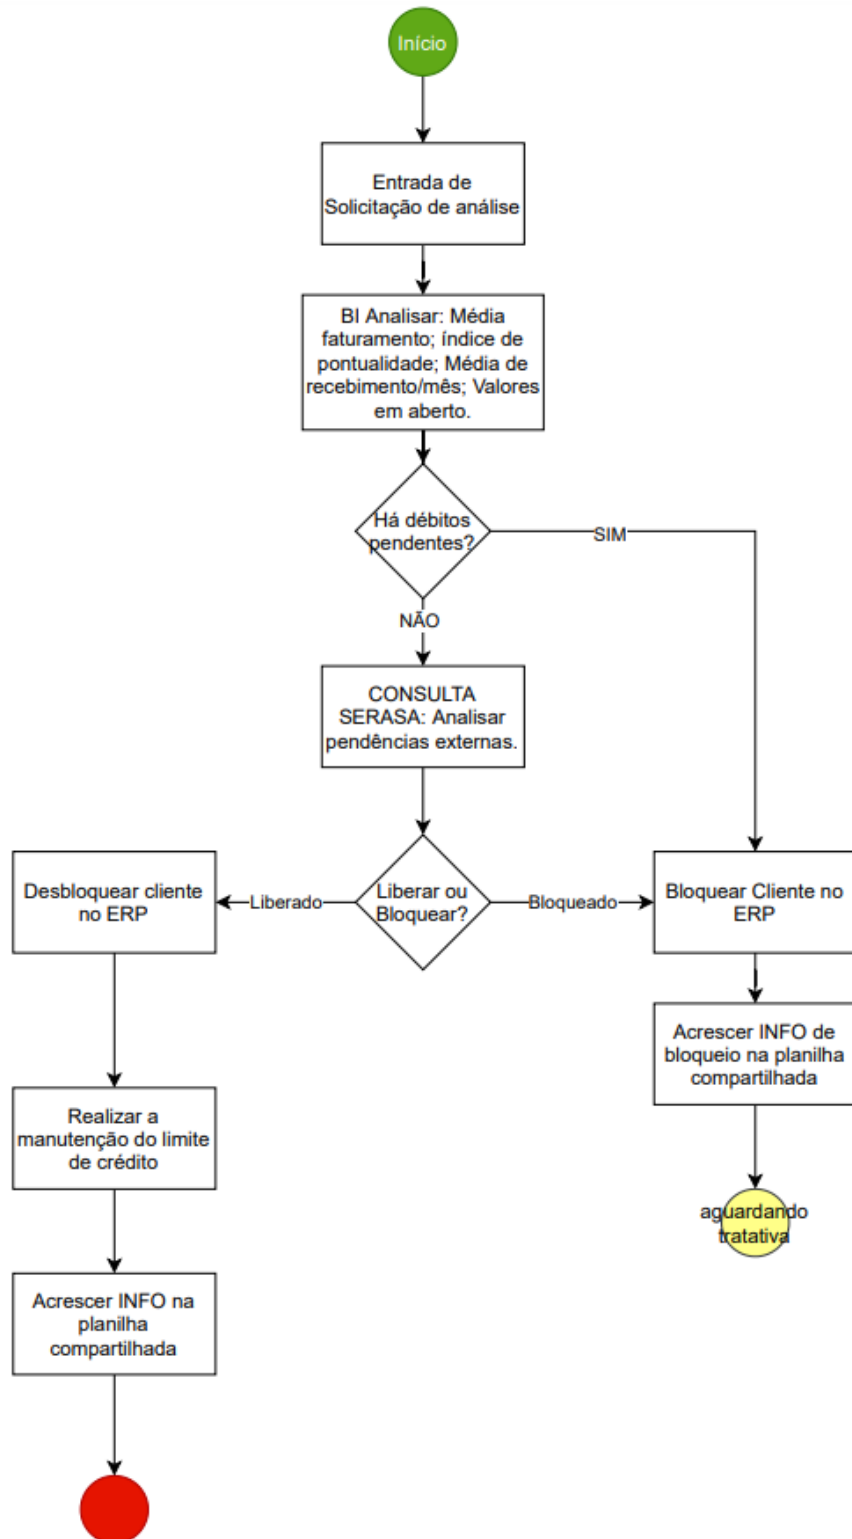 Início
Entrada de
Solicitação de análise
BI Analisar: Média
faturamento; índice de
pontualidade; Média de
recebimento/mês; Valores
em aberto.
Há débitos
pendentes?
SIM
NÃO
CONSULTA
SERASA: Analisar
pendências externas.
Desbloquear cliente
no ERP
Liberado
Liberar ou
Bloquear?
Bloqueado
Bloquear Cliente no
ERP
Acrescer INFO de
bloqueio na planilha
compartilhada
Realizar a
manutenção do limite
de crédito
aguardando
tratativa
Acrescer INFO na
planilha
compartilhada